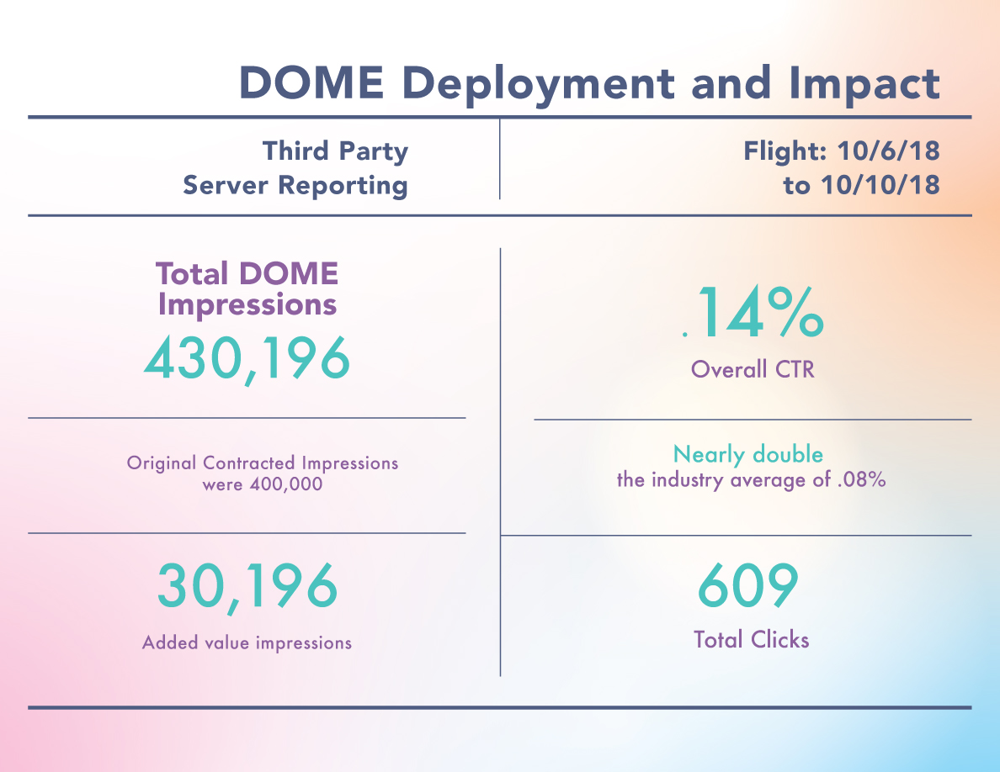 DOME Deployment and Impact
Third Party
Server Reporting
Flight: 10/6/18
to 10/10/18
Total DOME
Impressions
430,196
Original Contracted Impressions
were 400,000
30,196
Added value impressions
.14%
Overall CTR
Nearly double
the industry average of .08%
609
Total Clicks